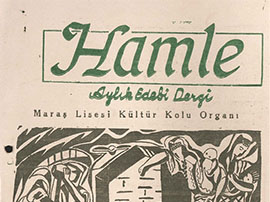 Hamle
Aylık Edebi Dergi
Maraş Lisesi Kültür Kolu Organı